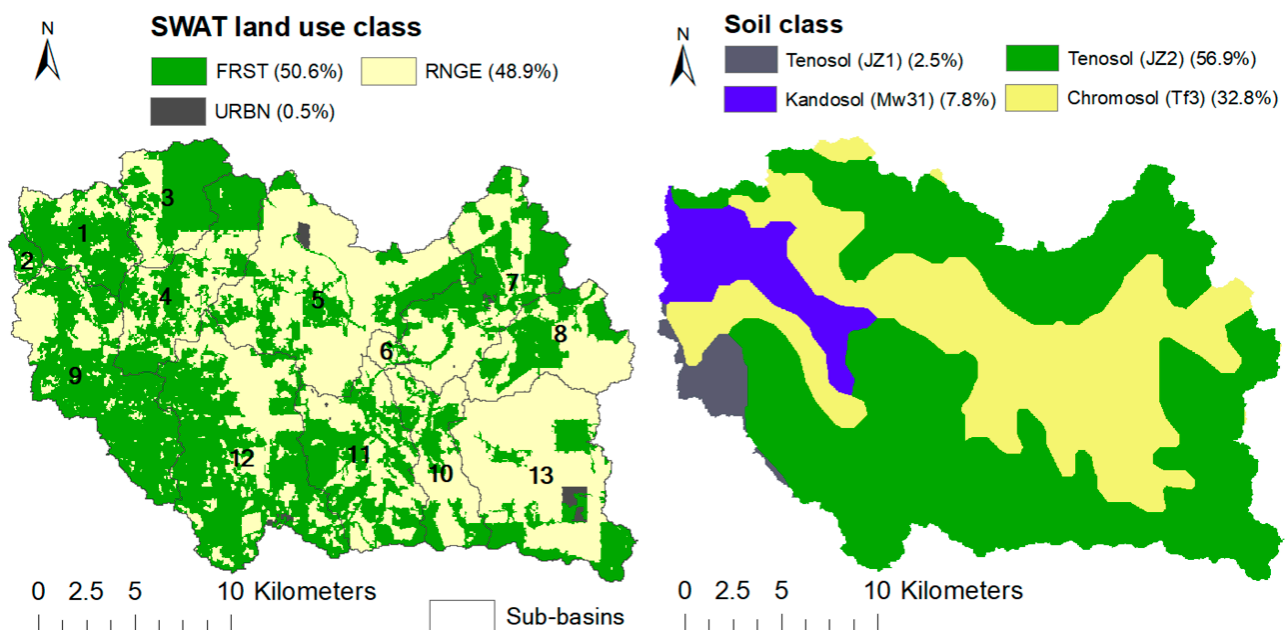 SWAT land use class
N
FRST (50.6%) RNGE (48.9%)
URBN (0.5%)
1
2
3
4
5
6
7
8
9
10
11
12
13
0 2.5 5 10 Kilometers
Sub-basins
Soil class
N
Tenosol (JZ1) (2.5%) Tenosol (JZ2) (56.9%)
Kandosol (Mw31) (7.8%) Chromosol (Tf3) (32.8%)
0 2.5 5 10 Kilometers